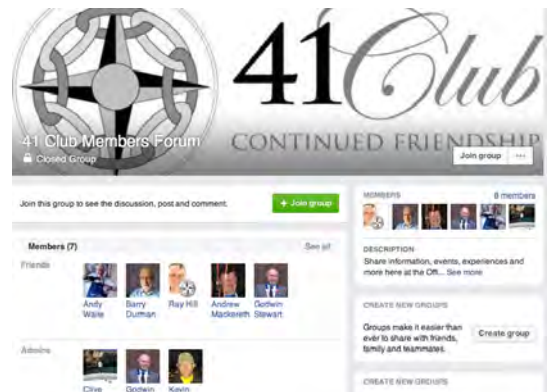 41 Club
CONTINUED FRIENDSHIP
41 Club Members Forum
Closed Group
Join group ...
Join this group to see the discussion, post and comment.
+ Join group
Members (7)
See all
Friends
Andy Waite
Barry Durman
Ray Hill
Andrew Mackereth
Godwin Stewart
Admins
Clive
Godwin
Kevin
MEMBERS
8 members
DESCRIPTION
Share information, events, experiences and
more here at the Offi... See more
CREATE NEW GROUPS
Groups make it easier than
ever to share with friends,
family and teammates.
Create group
CREATE NEW GROUPS